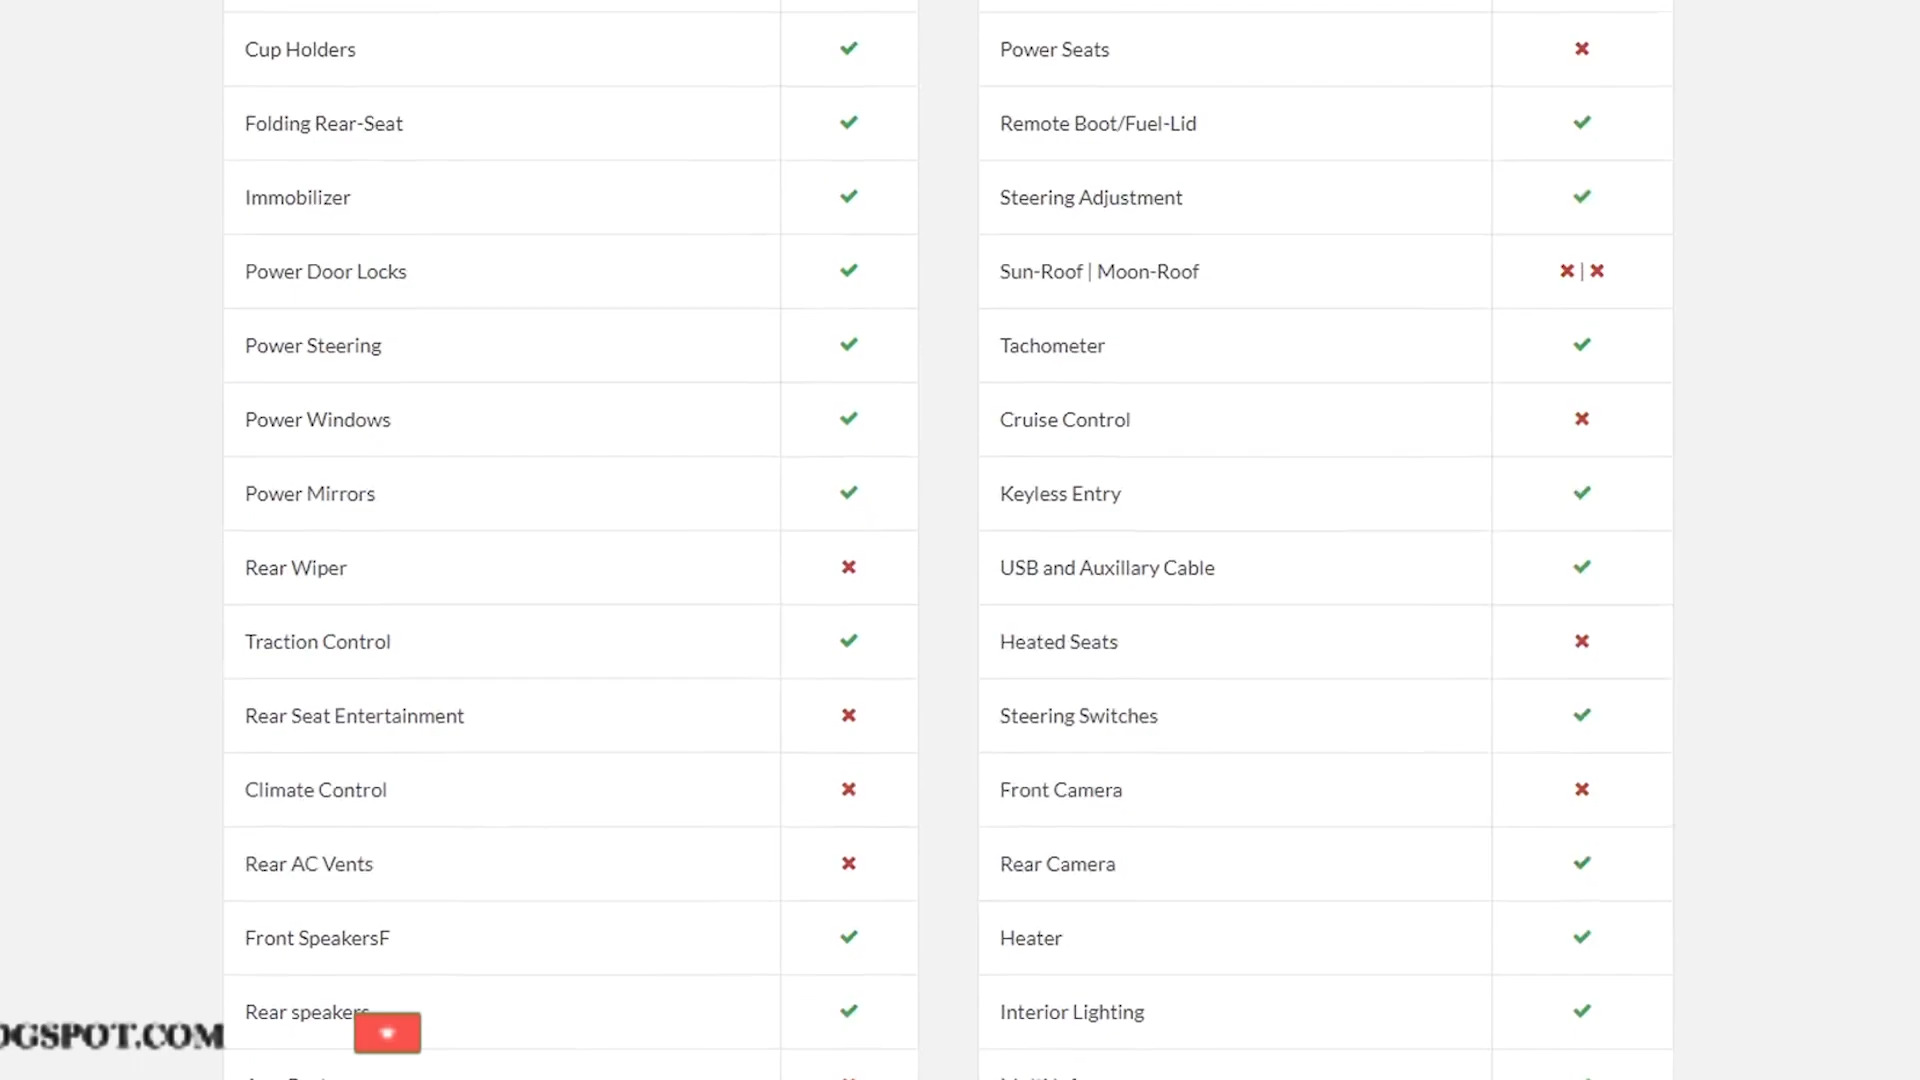 Cup Holders
Folding Rear-Seat
Immobilizer
Power Door Locks
Power Steering
Power Windows
Power Mirrors
Rear Wiper
Traction Control
Rear Seat Entertainment
Climate Control
Rear AC Vents
Front SpeakersF
Rear speakers
Power Seats
Remote Boot/Fuel-Lid
Steering Adjustment
Sun-Roof | Moon-Roof
|
Tachometer
Cruise Control
Keyless Entry
USB and Auxillary Cable
Heated Seats
Steering Switches
Front Camera
Rear Camera
Heater
Interior Lighting
OGSPOT.COM